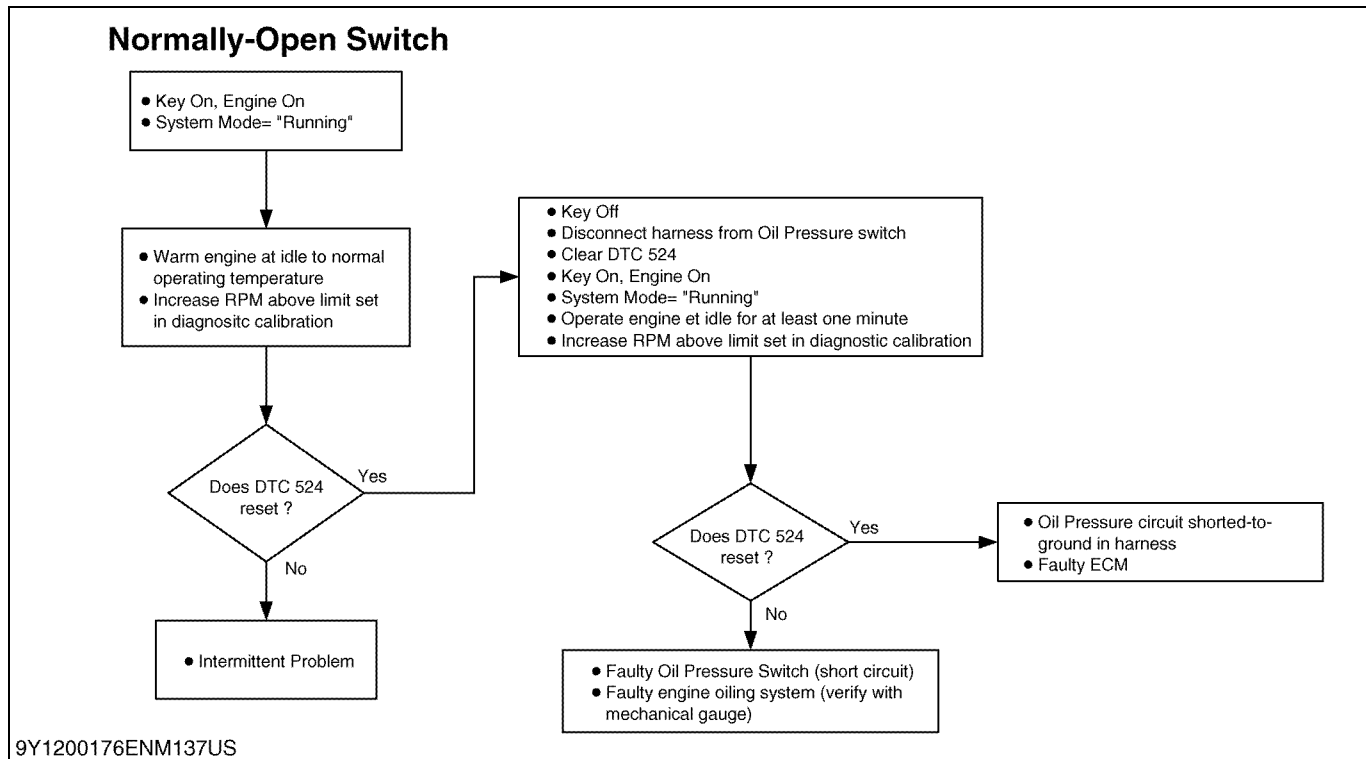 Normally-Open Switch
● Key On, Engine On
● System Mode= "Running"
● Warm engine at idle to normal
operating temperature
● Increase RPM above limit set
in diagnositc calibration
Does DTC 524
reset ?
Yes
No
● Intermittent Problem
● Key Off
● Disconnect harness from Oil Pressure switch
● Clear DTC 524
● Key On, Engine On
● System Mode= "Running"
● Operate engine et idle for at least one minute
● Increase RPM above limit set in diagnostic calibration
Does DTC 524
reset ?
Yes
No
● Oil Pressure circuit shorted-to-
ground in harness
● Faulty ECM
● Faulty Oil Pressure Switch (short circuit)
● Faulty engine oiling system (verify with
mechanical gauge)
9Y1200176ENM137US